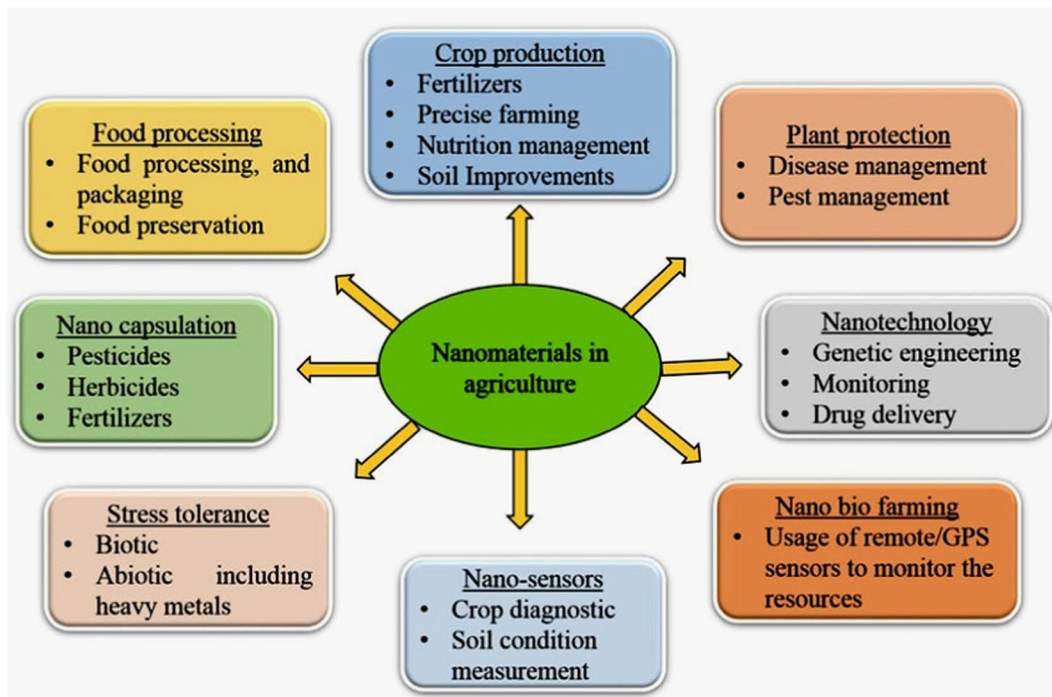 Crop production
• Fertilizers
• Precise farming
• Nutrition management
• Soil Improvements
Food processing
• Food processing, and
packaging
• Food preservation
Plant protection
• Disease management
• Pest management
Nano capsulation
• Pesticides
• Herbicides
• Fertilizers
Nanomaterials in
agriculture
Nanotechnology
• Genetic engineering
• Monitoring
• Drug delivery
Stress tolerance
• Biotic
• Abiotic including
heavy metals
Nano-sensors
• Crop diagnostic
• Soil condition
measurement
Nano bio farming
• Usage of remote/GPS
sensors to monitor the
resources